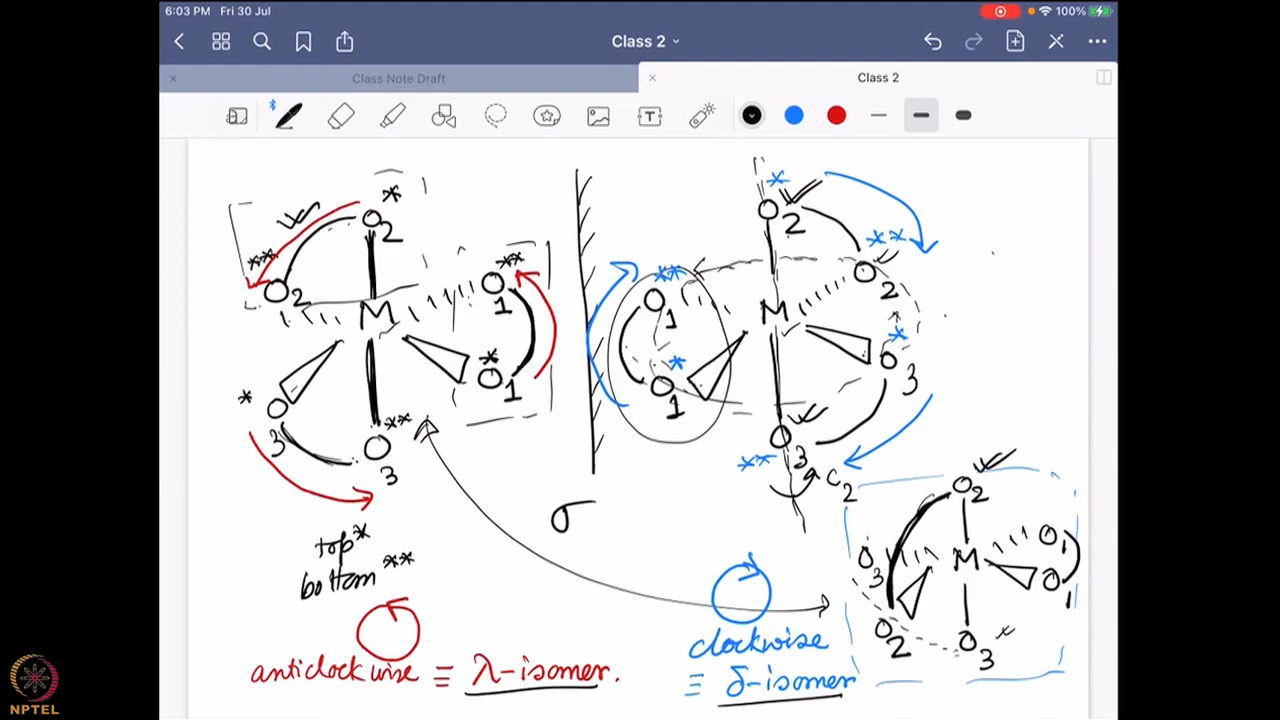 6:03 PM Fri 30 Jul
100%
Class 2
Class Note Draft
Class 2
T
*
O2
**
O2
M
**
O1
*
O1
*
O3
**
O3
top*
bottom **
anticlockwise ≡ λ-isomer.
σ
*
O2
**
O2
**
O1
M
*
O1
*
O3
**
O3
C2
clockwise
≡ δ-isomer
O2
O3
M
O1
O1
O2
O3
NPTEL